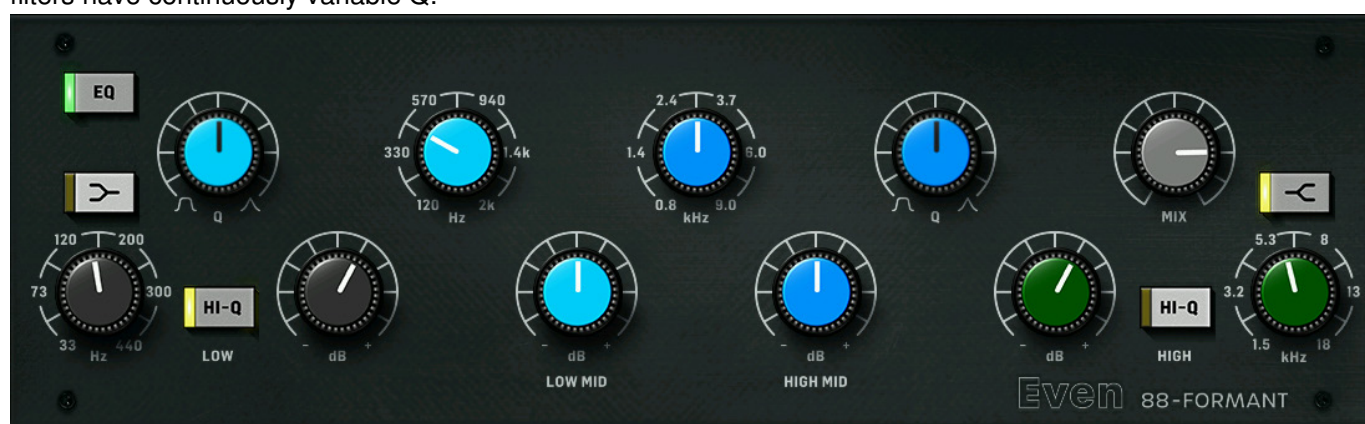 filters have continuously variable Q.
EQ
570 940
330 1.4k
120 2k
Hz
2.4 3.7
1.4 6.0
0.8 9.0
kHz
Q
Q
MIX
120 200
73 300
33 440
Hz
HI-Q
LOW
- +
dB
- +
dB
LOW MID
- +
dB
HIGH MID
- +
dB
HI-Q
HIGH
5.3 8
3.2 13
1.5 18
kHz
Even 88-FORMANT